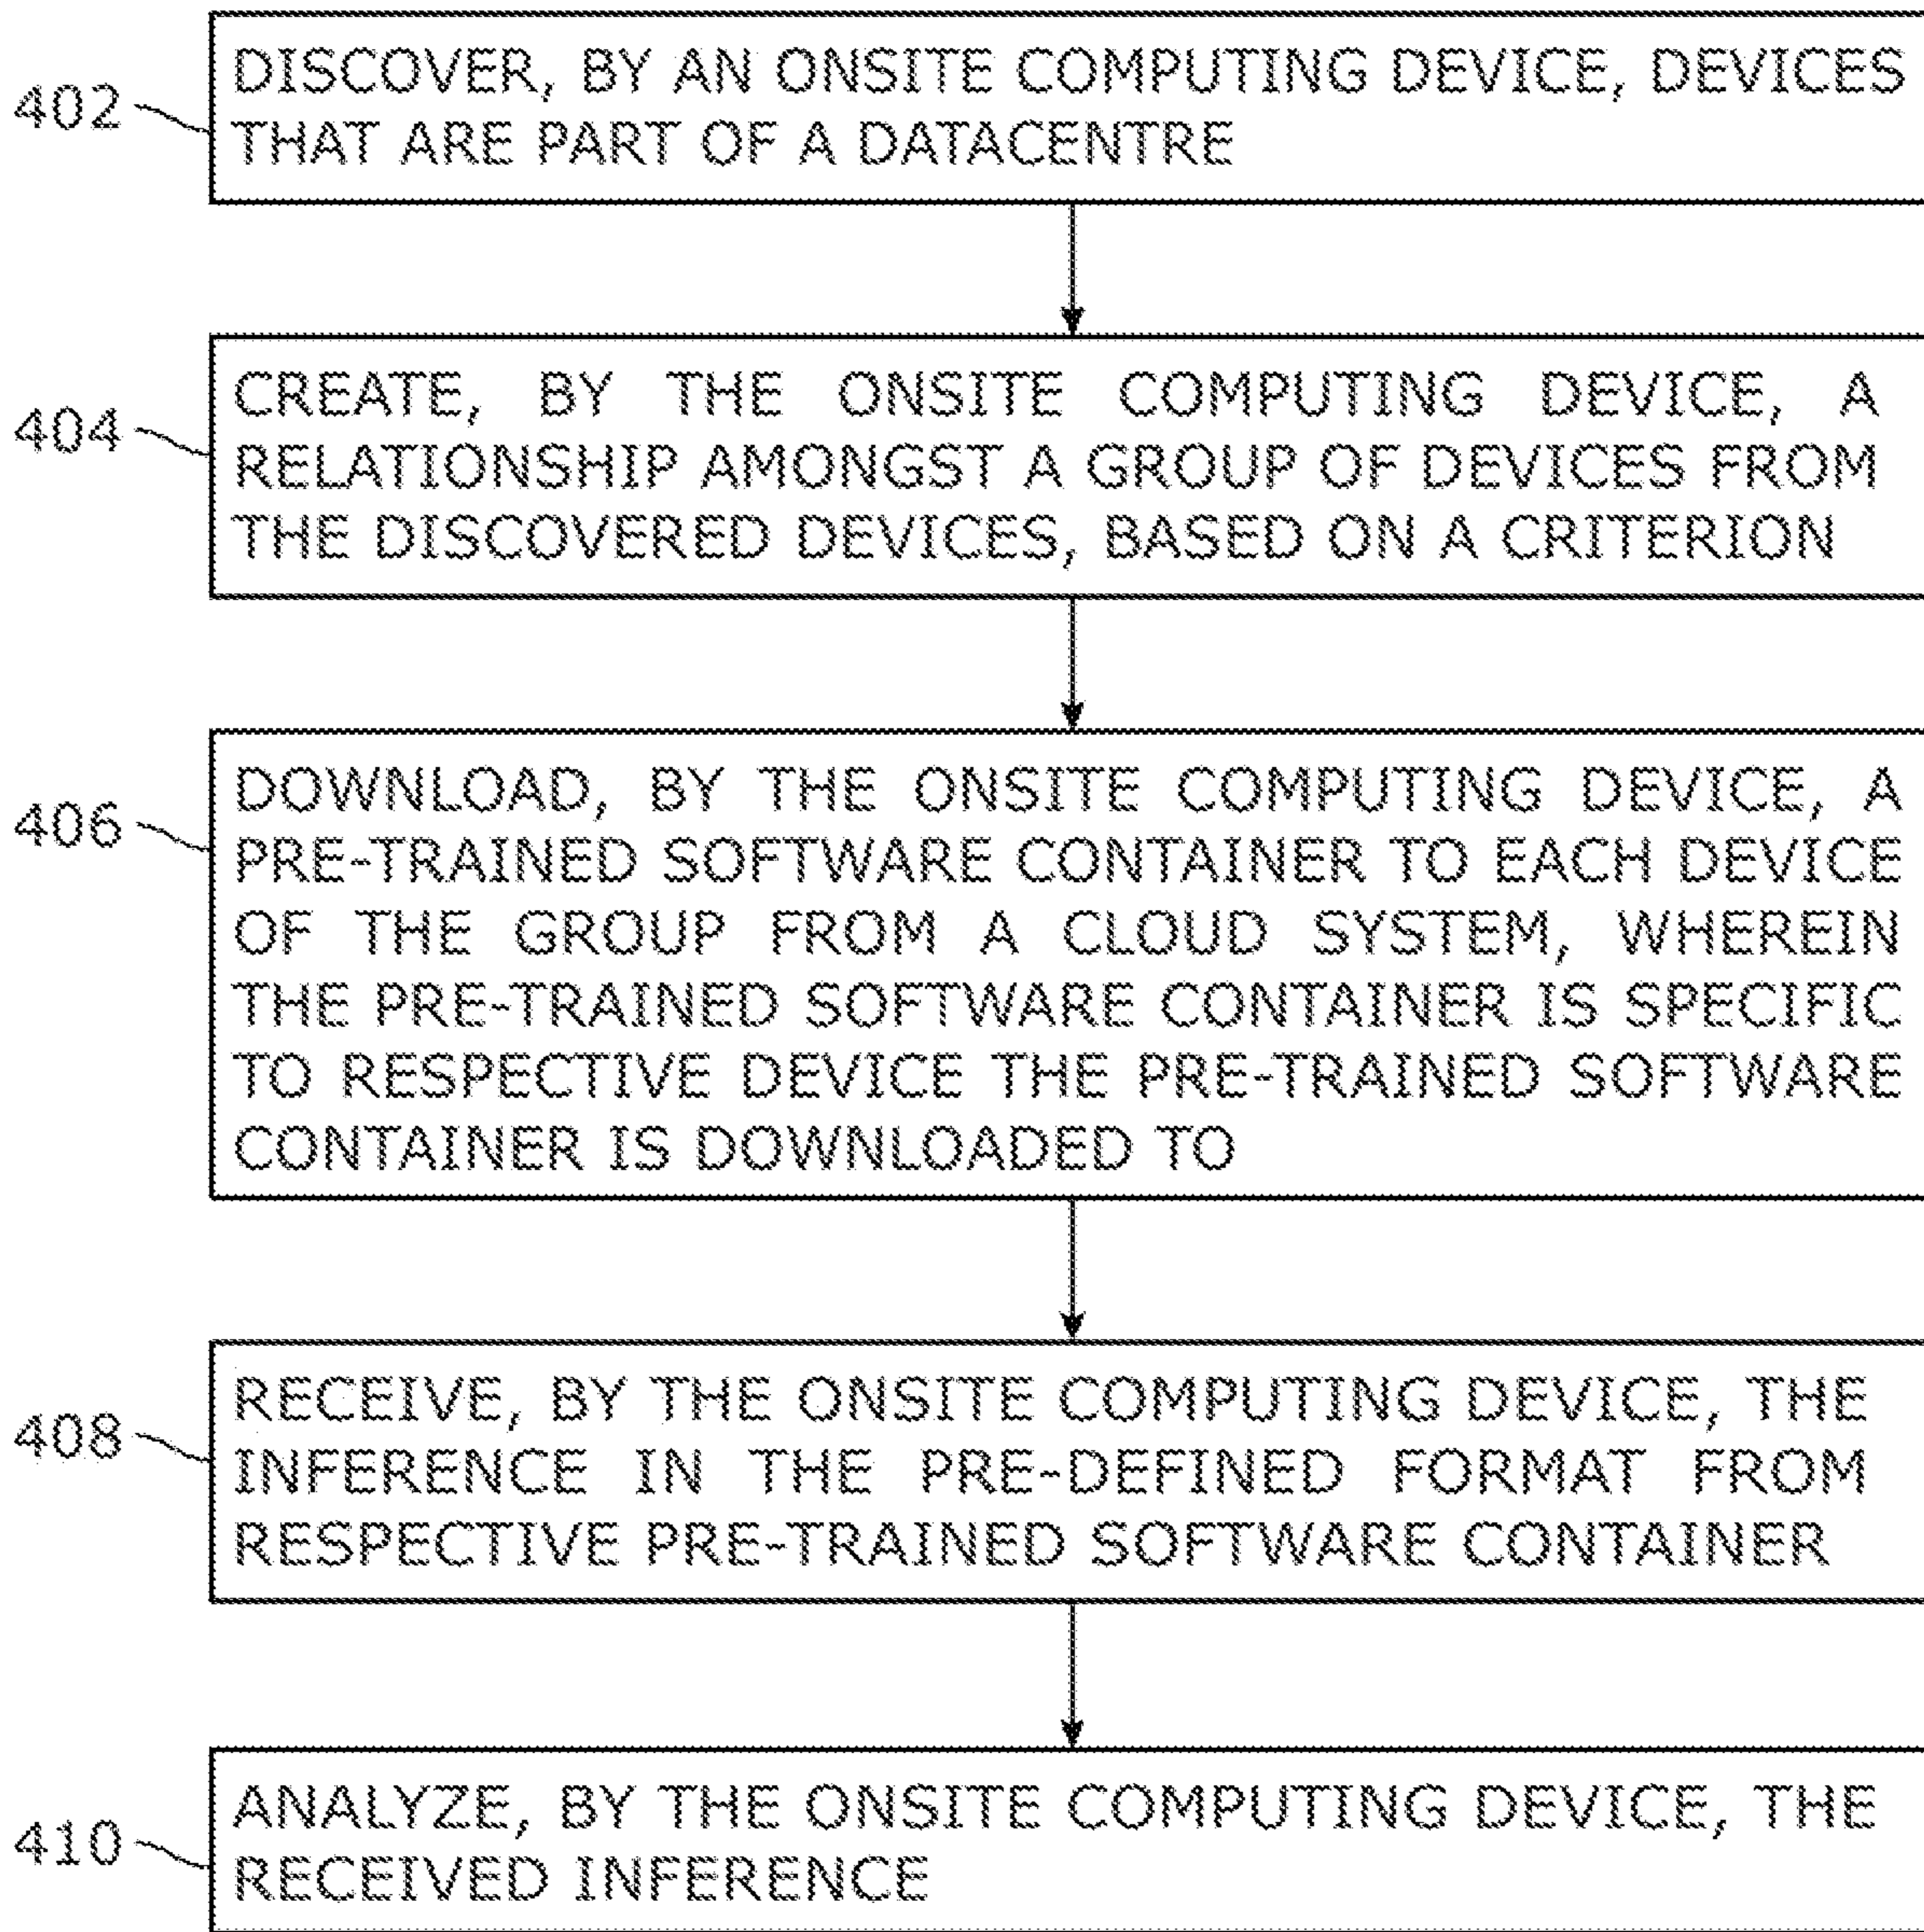 402
DISCOVER, BY AN ONSITE COMPUTING DEVICE, DEVICES
THAT ARE PART OF A DATACENTRE
404
CREATE, BY THE ONSITE COMPUTING DEVICE, A
RELATIONSHIP AMONGST A GROUP OF DEVICES FROM
THE DISCOVERED DEVICES, BASED ON A CRITERION
406
DOWNLOAD, BY THE ONSITE COMPUTING DEVICE, A
PRE-TRAINED SOFTWARE CONTAINER TO EACH DEVICE
OF THE GROUP FROM A CLOUD SYSTEM, WHEREIN
THE PRE-TRAINED SOFTWARE CONTAINER IS SPECIFIC
TO RESPECTIVE DEVICE THE PRE-TRAINED SOFTWARE
CONTAINER IS DOWNLOADED TO
408
RECEIVE, BY THE ONSITE COMPUTING DEVICE, THE
INFERENCE IN THE PRE-DEFINED FORMAT FROM
RESPECTIVE PRE-TRAINED SOFTWARE CONTAINER
410
ANALYZE, BY THE ONSITE COMPUTING DEVICE, THE
RECEIVED INFERENCE